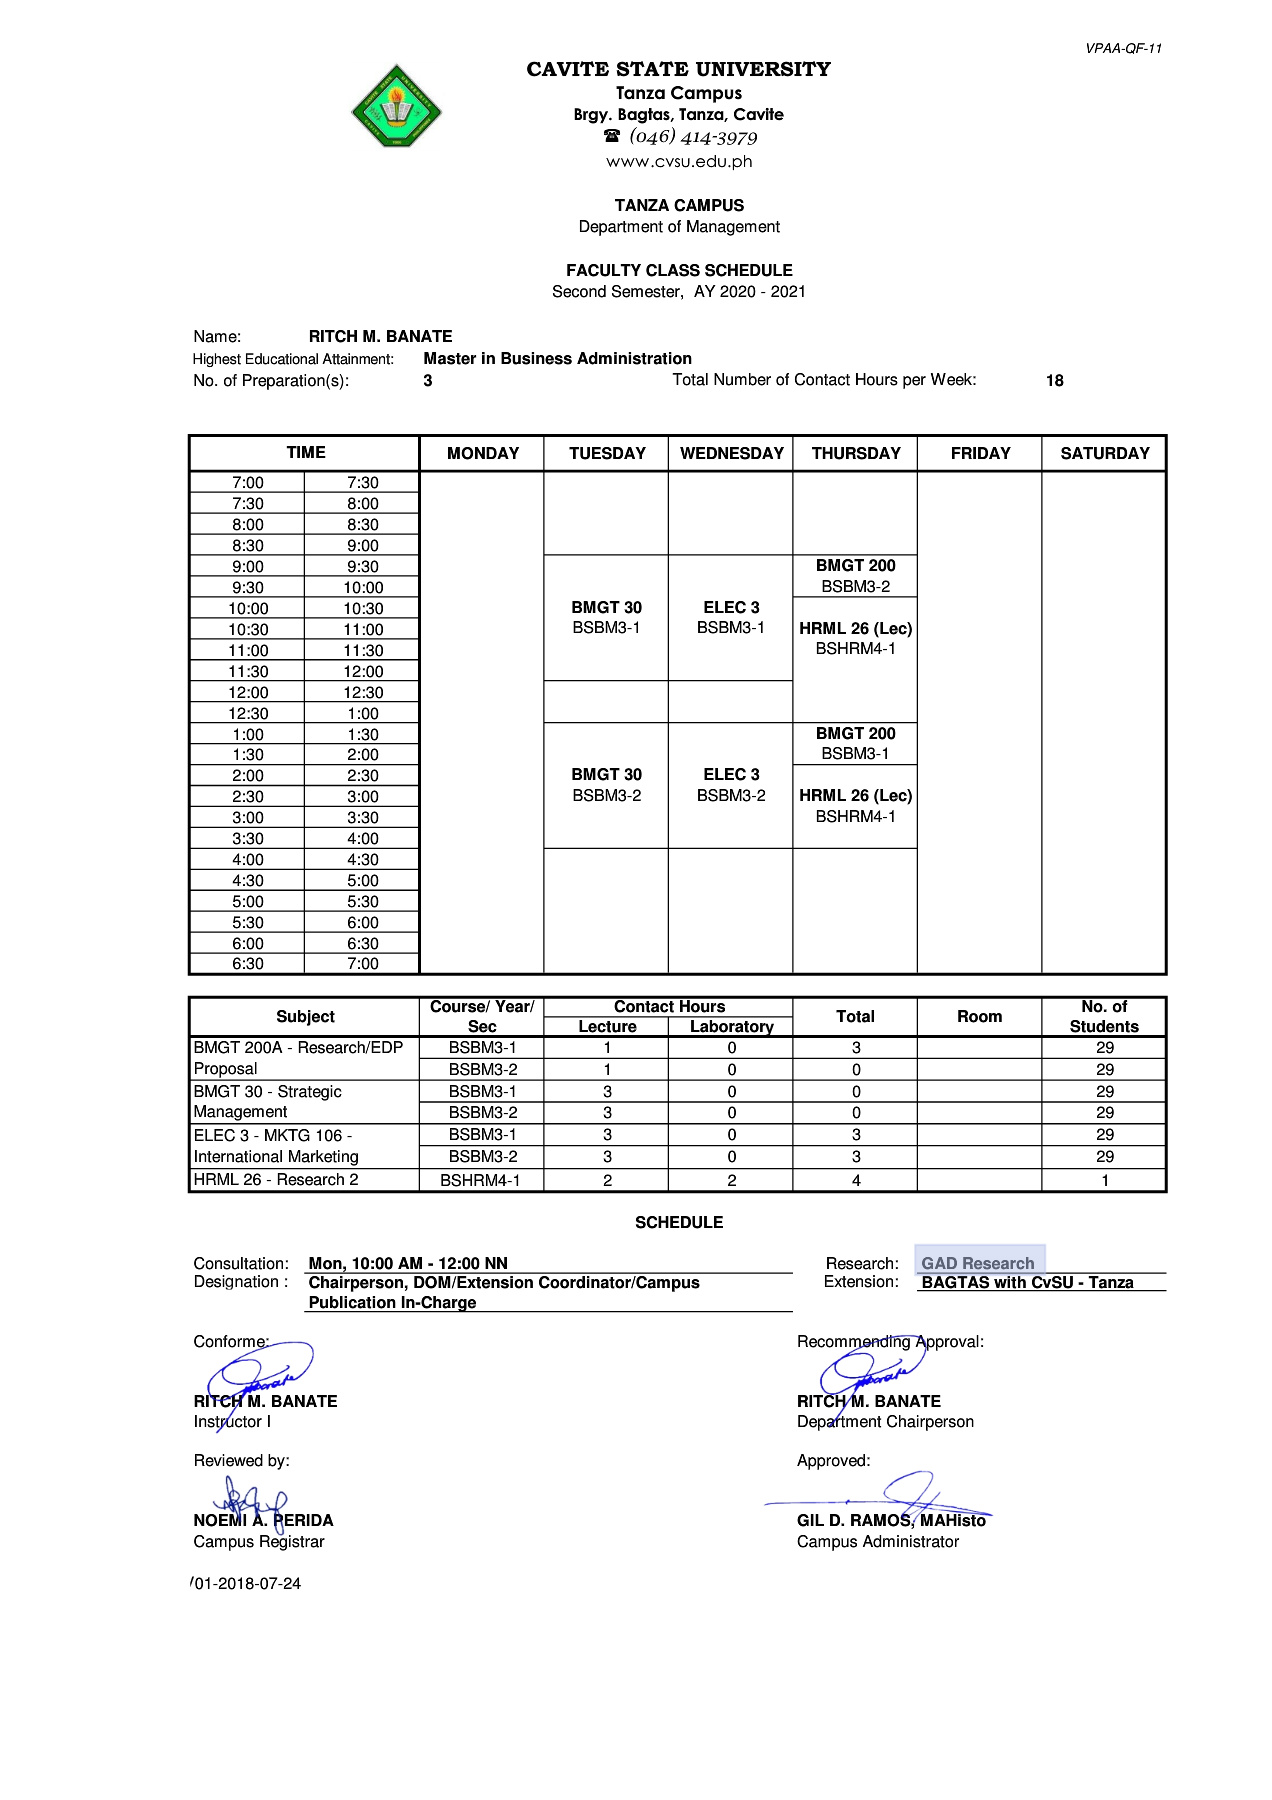 VPAA-QF-11
CAVITE STATE UNIVERSITY
Tanza Campus
Brgy. Bagtas, Tanza, Cavite
☎ (046) 414-3979
www.cvsu.edu.ph
TANZA CAMPUS
Department of Management
FACULTY CLASS SCHEDULE
Second Semester, AY 2020 - 2021
Name: RITCH M. BANATE
Highest Educational Attainment: Master in Business Administration
No. of Preparation(s): 3 Total Number of Contact Hours per Week: 18
TIME MONDAY TUESDAY WEDNESDAY THURSDAY FRIDAY SATURDAY
7:00 7:30
7:30 8:00
8:00 8:30
8:30 9:00
9:00 9:30 BMGT 200
9:30 10:00 BSBM3-2
10:00 10:30 BMGT 30 ELEC 3
10:30 11:00 BSBM3-1 BSBM3-1 HRML 26 (Lec)
11:00 11:30 BSHRM4-1
11:30 12:00
12:00 12:30
12:30 1:00
1:00 1:30 BMGT 200
1:30 2:00 BSBM3-1
2:00 2:30 BMGT 30 ELEC 3
2:30 3:00 BSBM3-2 BSBM3-2 HRML 26 (Lec)
3:00 3:30 BSHRM4-1
3:30 4:00
4:00 4:30
4:30 5:00
5:00 5:30
5:30 6:00
6:00 6:30
6:30 7:00
Subject Course/ Year/ Sec Contact Hours Total Room No. of Students
Lecture Laboratory
BMGT 200A - Research/EDP BSBM3-1 1 0 3 29
Proposal BSBM3-2 1 0 0 29
BMGT 30 - Strategic BSBM3-1 3 0 0 29
Management BSBM3-2 3 0 0 29
ELEC 3 - MKTG 106 - BSBM3-1 3 0 3 29
International Marketing BSBM3-2 3 0 3 29
HRML 26 - Research 2 BSHRM4-1 2 2 4 1
SCHEDULE
Consultation: Mon, 10:00 AM - 12:00 NN Research: GAD Research
Designation : Chairperson, DOM/Extension Coordinator/Campus Extension: BAGTAS with CvSU - Tanza
Publication In-Charge
Conforme: Recommending Approval:
RITCH M. BANATE RITCH M. BANATE
Instructor I Department Chairperson
Reviewed by: Approved:
NOEMI A. PERIDA GIL D. RAMOS, MAHisto
Campus Registrar Campus Administrator
/01-2018-07-24